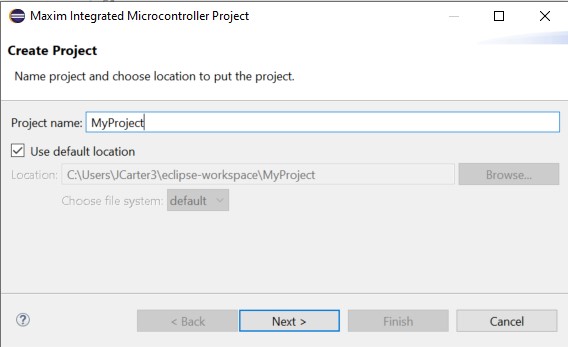 Maxim Integrated Microcontroller Project
Create Project
Name project and choose location to put the project.
Project name: MyProject
Use default location
Location: C:\Users\JCarter3\eclipse-workspace\MyProject Browse...
Choose file system: default
? < Back Next > Finish Cancel